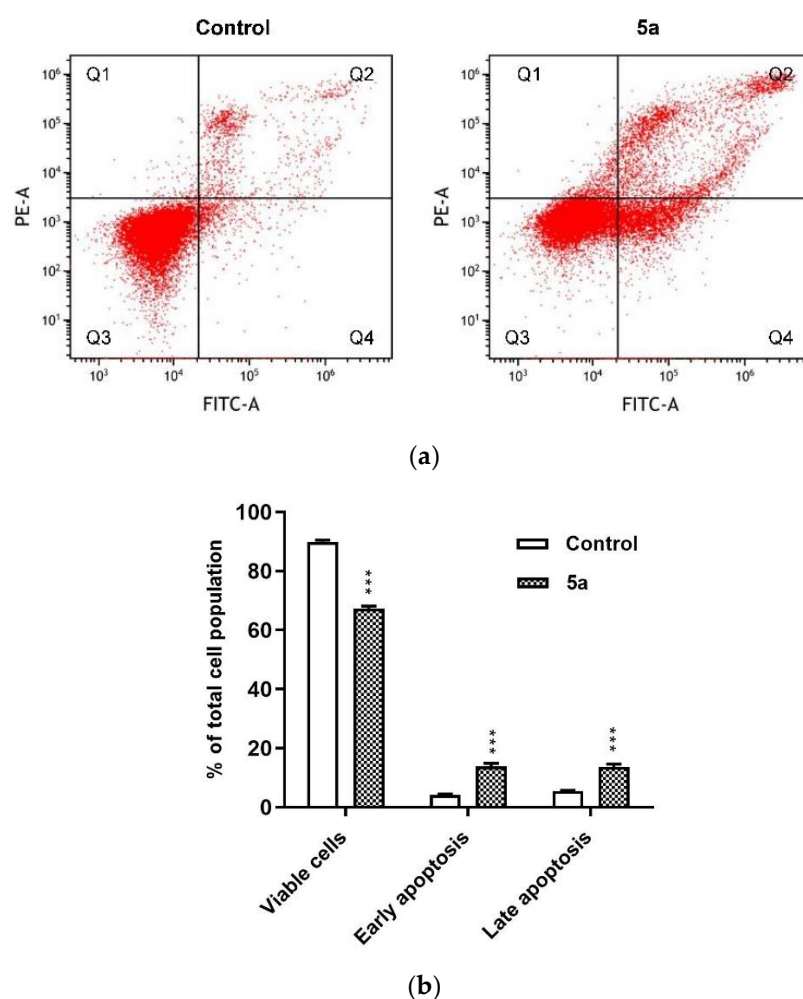 Control
5a
Q1
Q2
10⁶
10⁵
10⁴
10³
10²
10¹
PE-A
Q3
Q4
10³
10⁴
10⁵
10⁶
FITC-A
Q1
Q2
10⁶
10⁵
10⁴
10³
10²
10¹
PE-A
Q3
Q4
10³
10⁴
10⁵
10⁶
FITC-A
(a)
100
80
60
40
20
0
% of total cell population
Control
5a
***
***
***
Viable cells
Early apoptosis
Late apoptosis
(b)